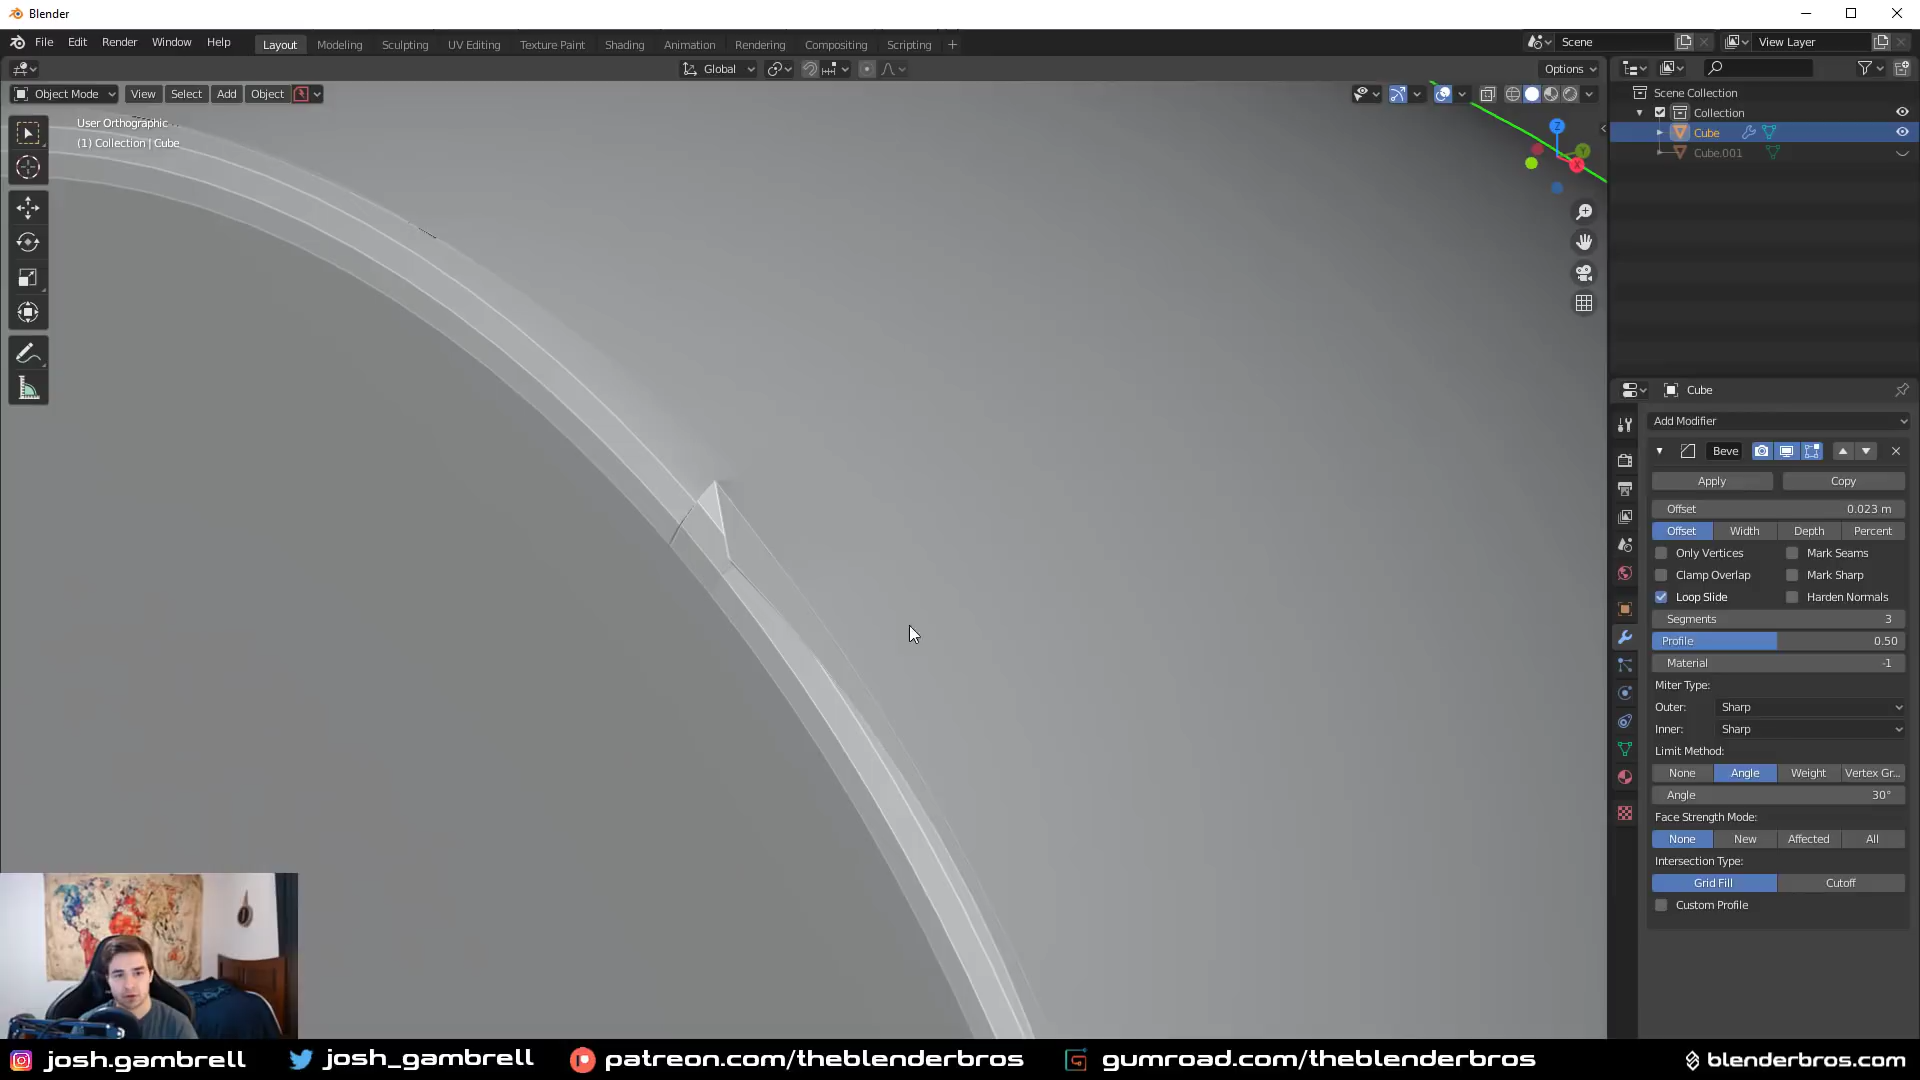 Blender
File Edit Render Window Help Layout Modeling Sculpting UV Editing Texture Paint Shading Animation Rendering Compositing Scripting + Scene View Layer
Global Options
Object Mode View Select Add Object
User Orthographic
(1) Collection | Cube
Z
Y
X
Scene Collection
Collection
Cube
Cube.001
Cube
Add Modifier
Beve
Apply Copy
Offset 0.023 m
Offset Width Depth Percent
Only Vertices Mark Seams
Clamp Overlap Mark Sharp
Loop Slide Harden Normals
Segments 3
Profile 0.50
Material -1
Miter Type:
Outer: Sharp
Inner: Sharp
Limit Method:
None Angle Weight Vertex Gr...
Angle 30°
Face Strength Mode:
None New Affected All
Intersection Type:
Grid Fill Cutoff
Custom Profile
josh.gambrell josh_gambrell patreon.com/theblenderbros gumroad.com/theblenderbros blenderbros.com